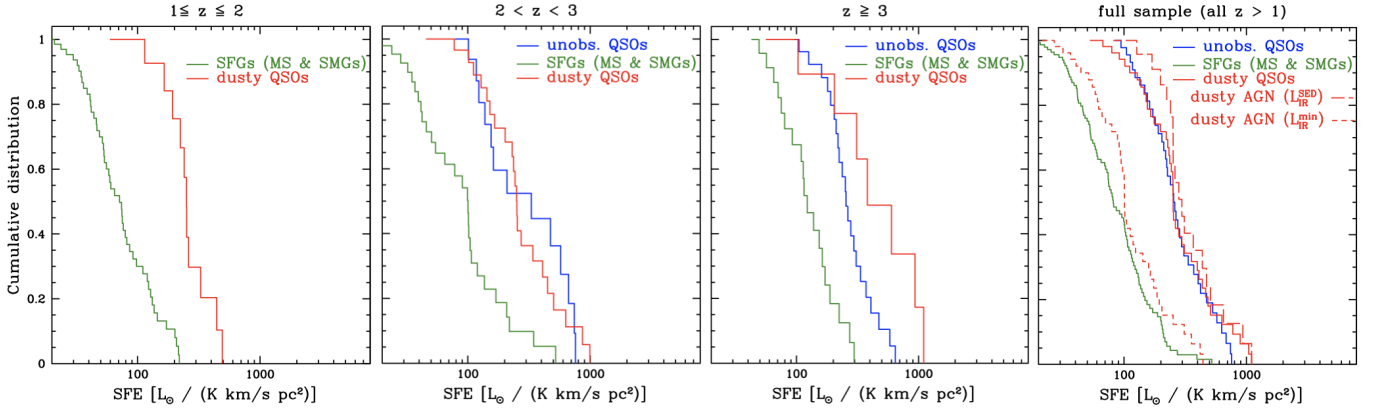 1≦ z ≦ 2
SFGs (MS & SMGs)
dusty QSOs
Cumulative distribution
1
0.8
0.6
0.4
0.2
0
100
1000
SFE [L⊙ / (K km/s pc²)]
2 < z < 3
unobs. QSOs
SFGs (MS & SMGs)
dusty QSOs
100
1000
SFE [L⊙ / (K km/s pc²)]
z ≧ 3
unobs. QSOs
SFGs (MS & SMGs)
dusty QSOs
100
1000
SFE [L⊙ / (K km/s pc²)]
full sample (all z > 1)
unobs. QSOs
SFGs (MS & SMGs)
dusty QSOs
dusty AGN (L_IR^SED)
dusty AGN (L_IR^min)
100
1000
SFE [L⊙ / (K km/s pc²)]